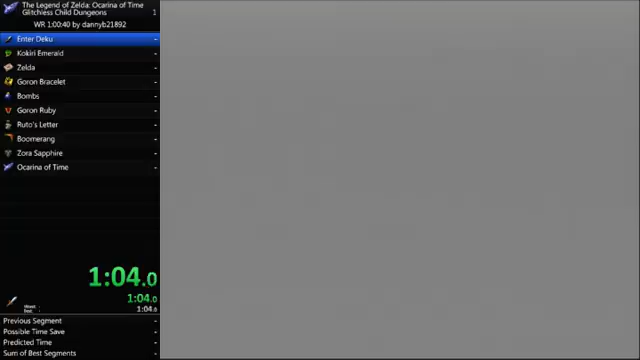 The Legend of Zelda: Ocarina of Time
Glitchless Child Dungeons 1
WR 1:00:40 by dannyb21892
Enter Deku -
Kokiri Emerald -
Zelda -
Goron Bracelet -
Bombs -
Goron Ruby -
Ruto's Letter -
Boomerang -
Zora Sapphire -
Ocarina of Time -
1:04.0
1:04.0
1:04.0
Previous Segment
Possible Time Save
Predicted Time
Sum of Best Segments